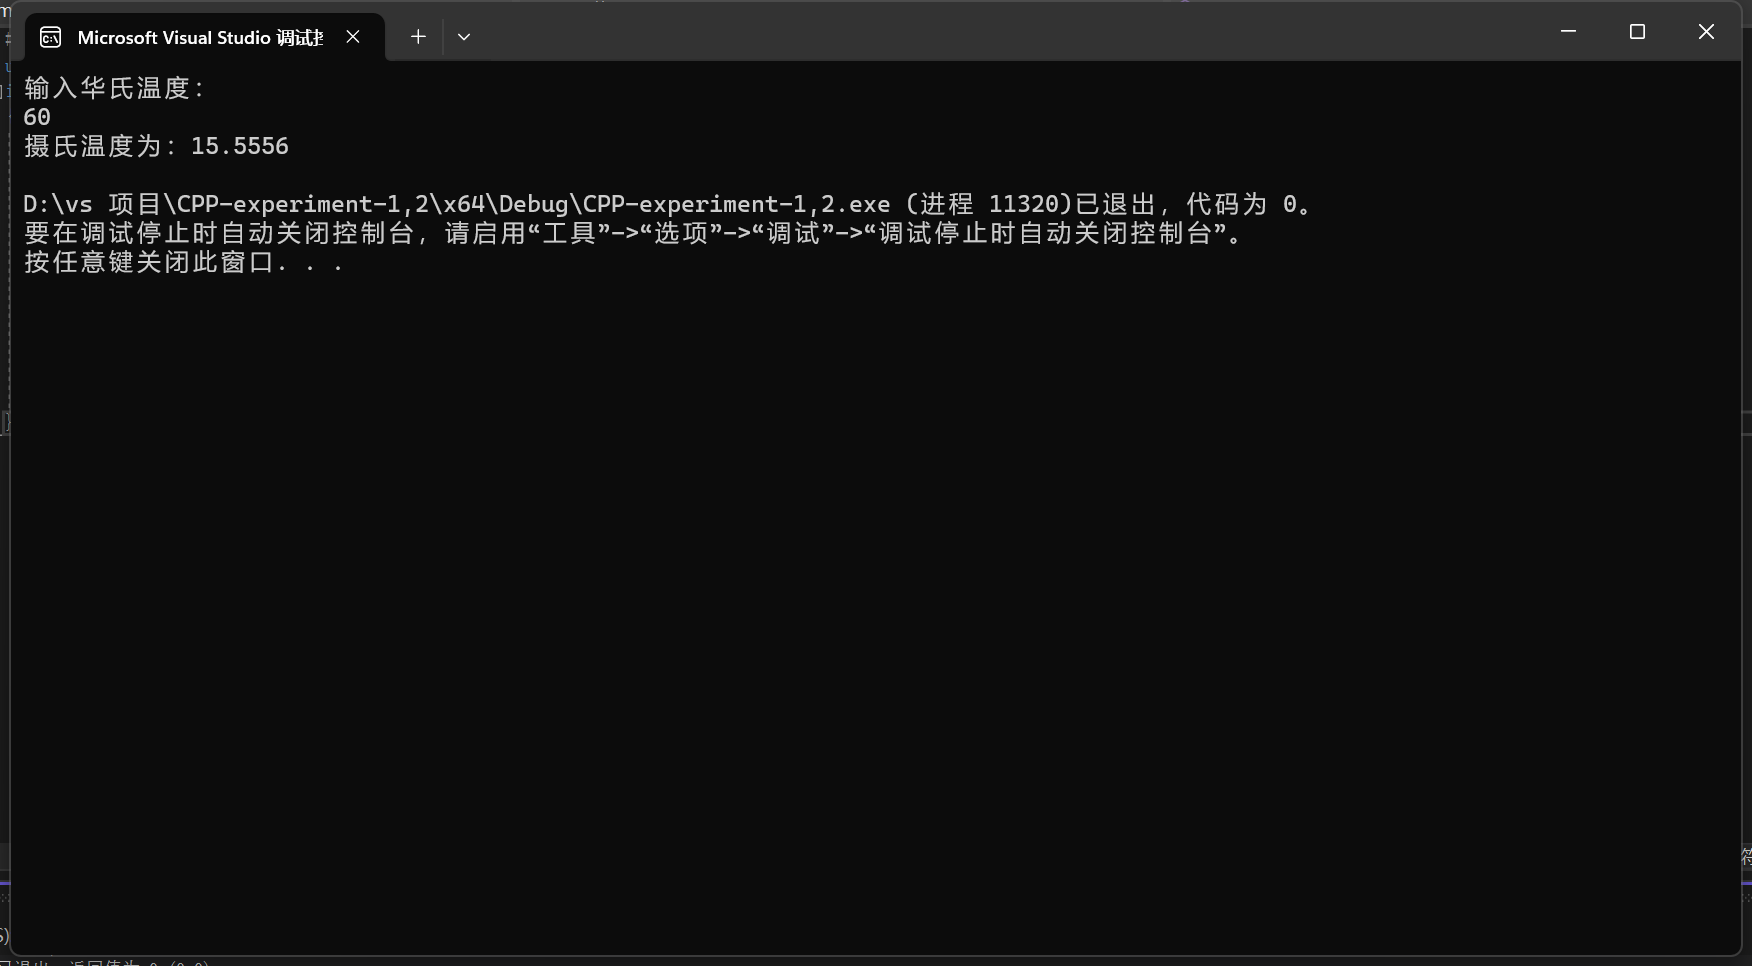 Microsoft Visual Studio 调试
输入华氏温度：
60
摄氏温度为：15.5556
D:\vs 项目\CPP-experiment-1,2\x64\Debug\CPP-experiment-1,2.exe (进程 11320)已退出，代码为 0。
要在调试停止时自动关闭控制台，请启用“工具”->“选项”->“调试”->“调试停止时自动关闭控制台”。
按任意键关闭此窗口. . .